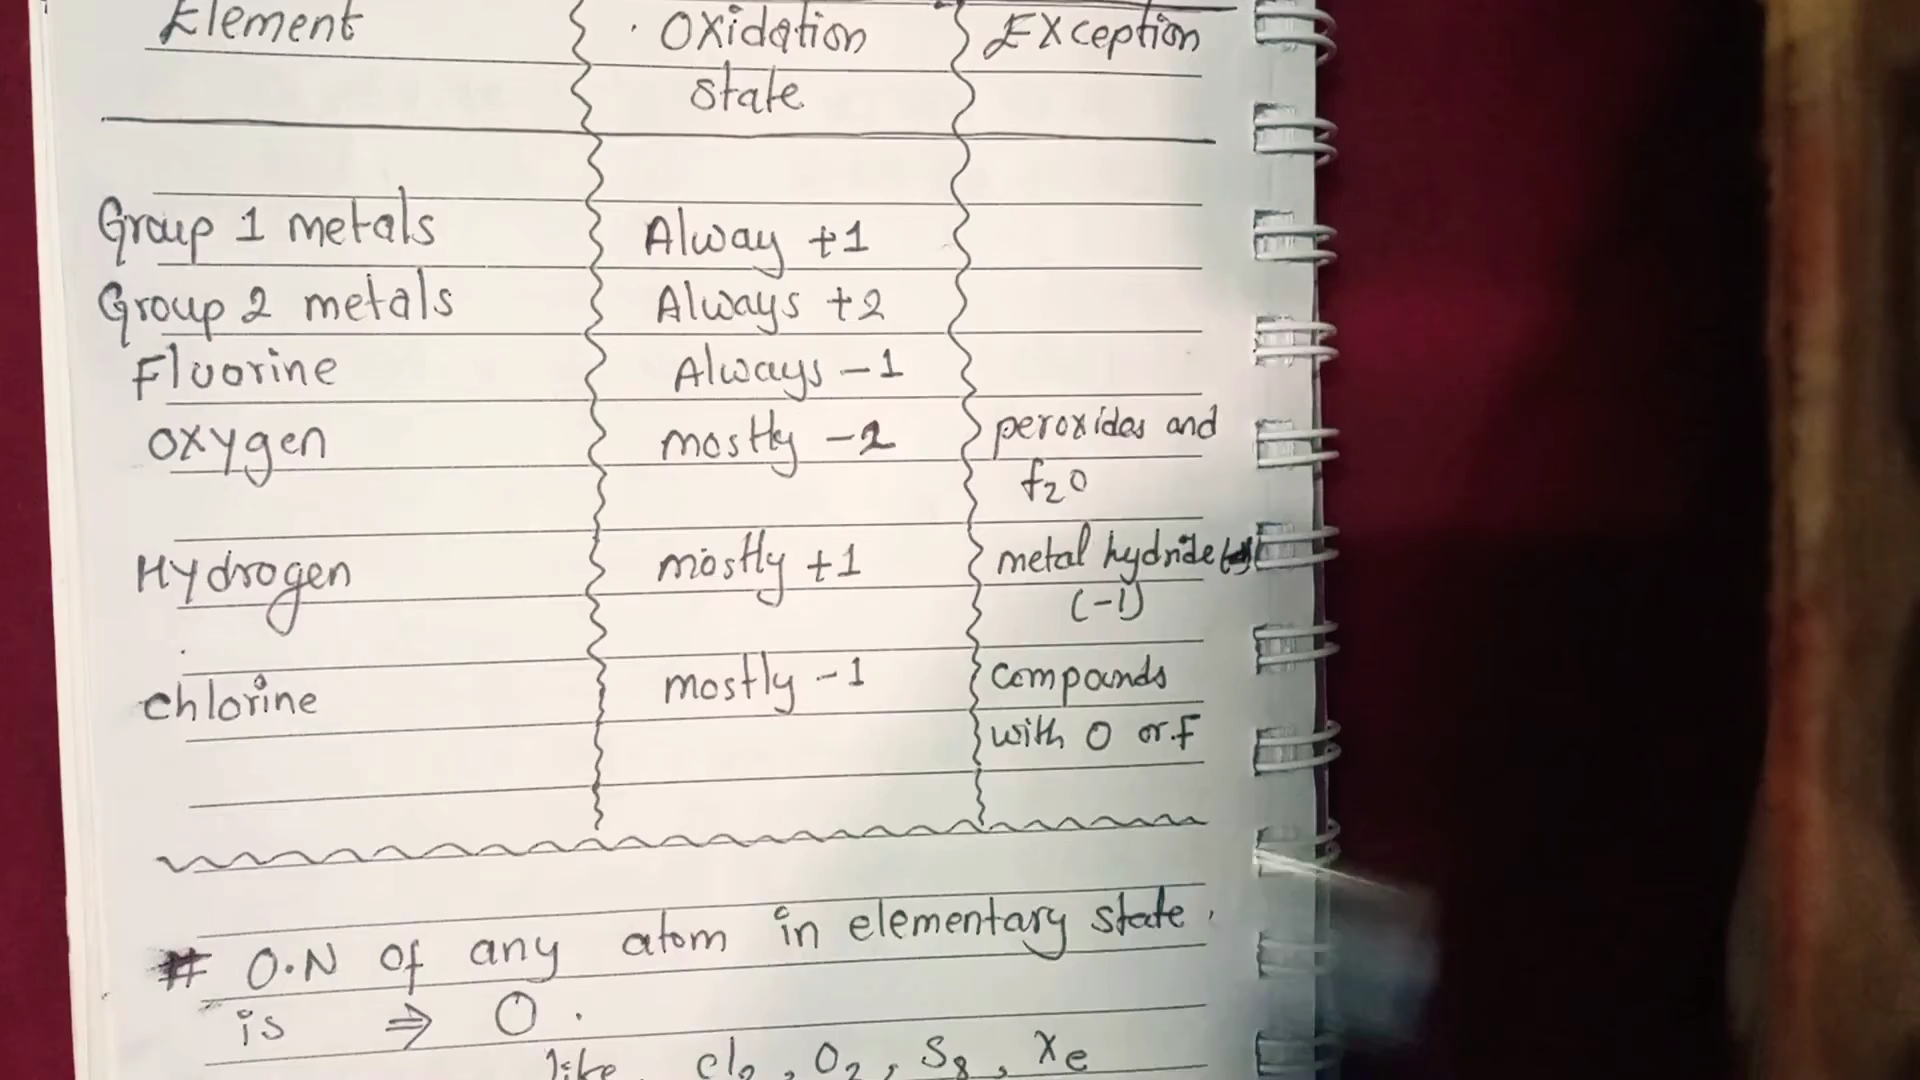 Element Oxidation Exception
state
Group 1 metals Alway +1
Group 2 metals Always +2
Fluorine Always -1
Oxygen mostly -2 peroxides and
f₂O
Hydrogen mostly +1 metal hydride
(-1)
chlorine mostly -1 compounds
with O or F
# O.N of any atom in elementary state.
is ⇒ O.
like cl₂, O₂, S₈, Xe